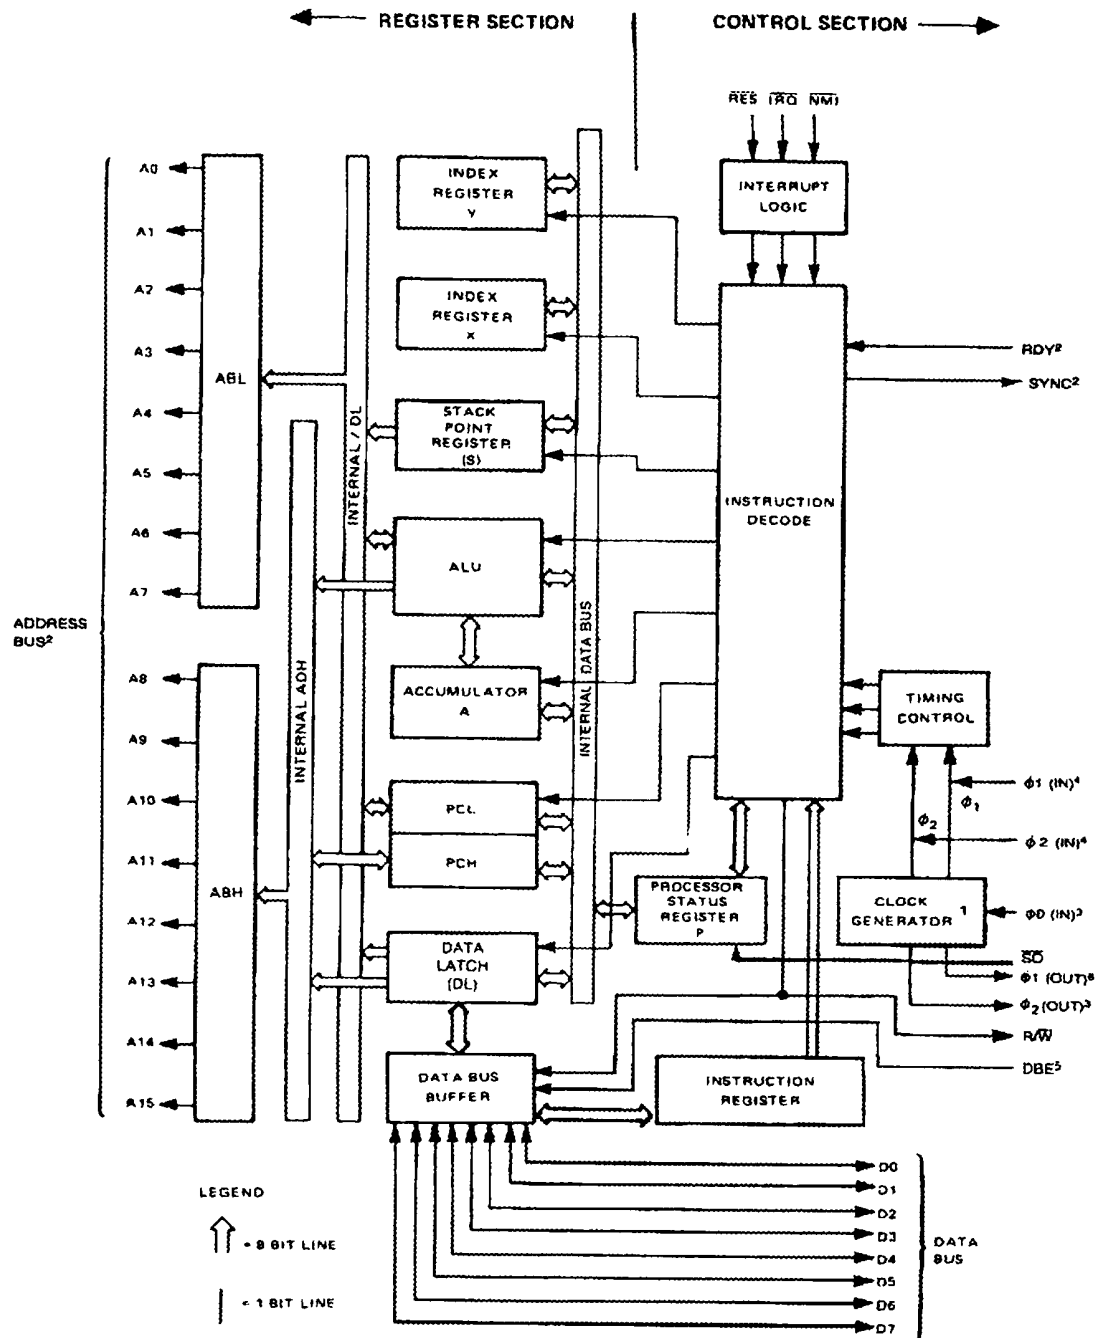 REGISTER SECTION
CONTROL SECTION
RES IRQ NMI
INTERRUPT
LOGIC
A0
A1
A2
A3
A4
A5
A6
A7
ABL
ADDRESS
BUS²
A8
A9
A10
A11
A12
A13
A14
A15
ABH
INTERNAL ADH
INTERNAL / DL
INDEX
REGISTER
Y
INDEX
REGISTER
X
STACK
POINT
REGISTER
(S)
ALU
ACCUMULATOR
A
PCL
PCH
DATA
LATCH
(DL)
DATA BUS
BUFFER
INTERNAL DATA BUS
INSTRUCTION
DECODE
RDY²
SYNC²
TIMING
CONTROL
ϕ1 (IN)⁴
ϕ1
ϕ2
ϕ2 (IN)⁴
PROCESSOR
STATUS
REGISTER
P
CLOCK
GENERATOR 1
ϕ0 (IN)³
SO
ϕ1 (OUT)⁶
ϕ2 (OUT)³
R/W
DBE⁵
INSTRUCTION
REGISTER
D0
D1
D2
D3
D4
D5
D6
D7
DATA
BUS
LEGEND
= 8 BIT LINE
= 1 BIT LINE